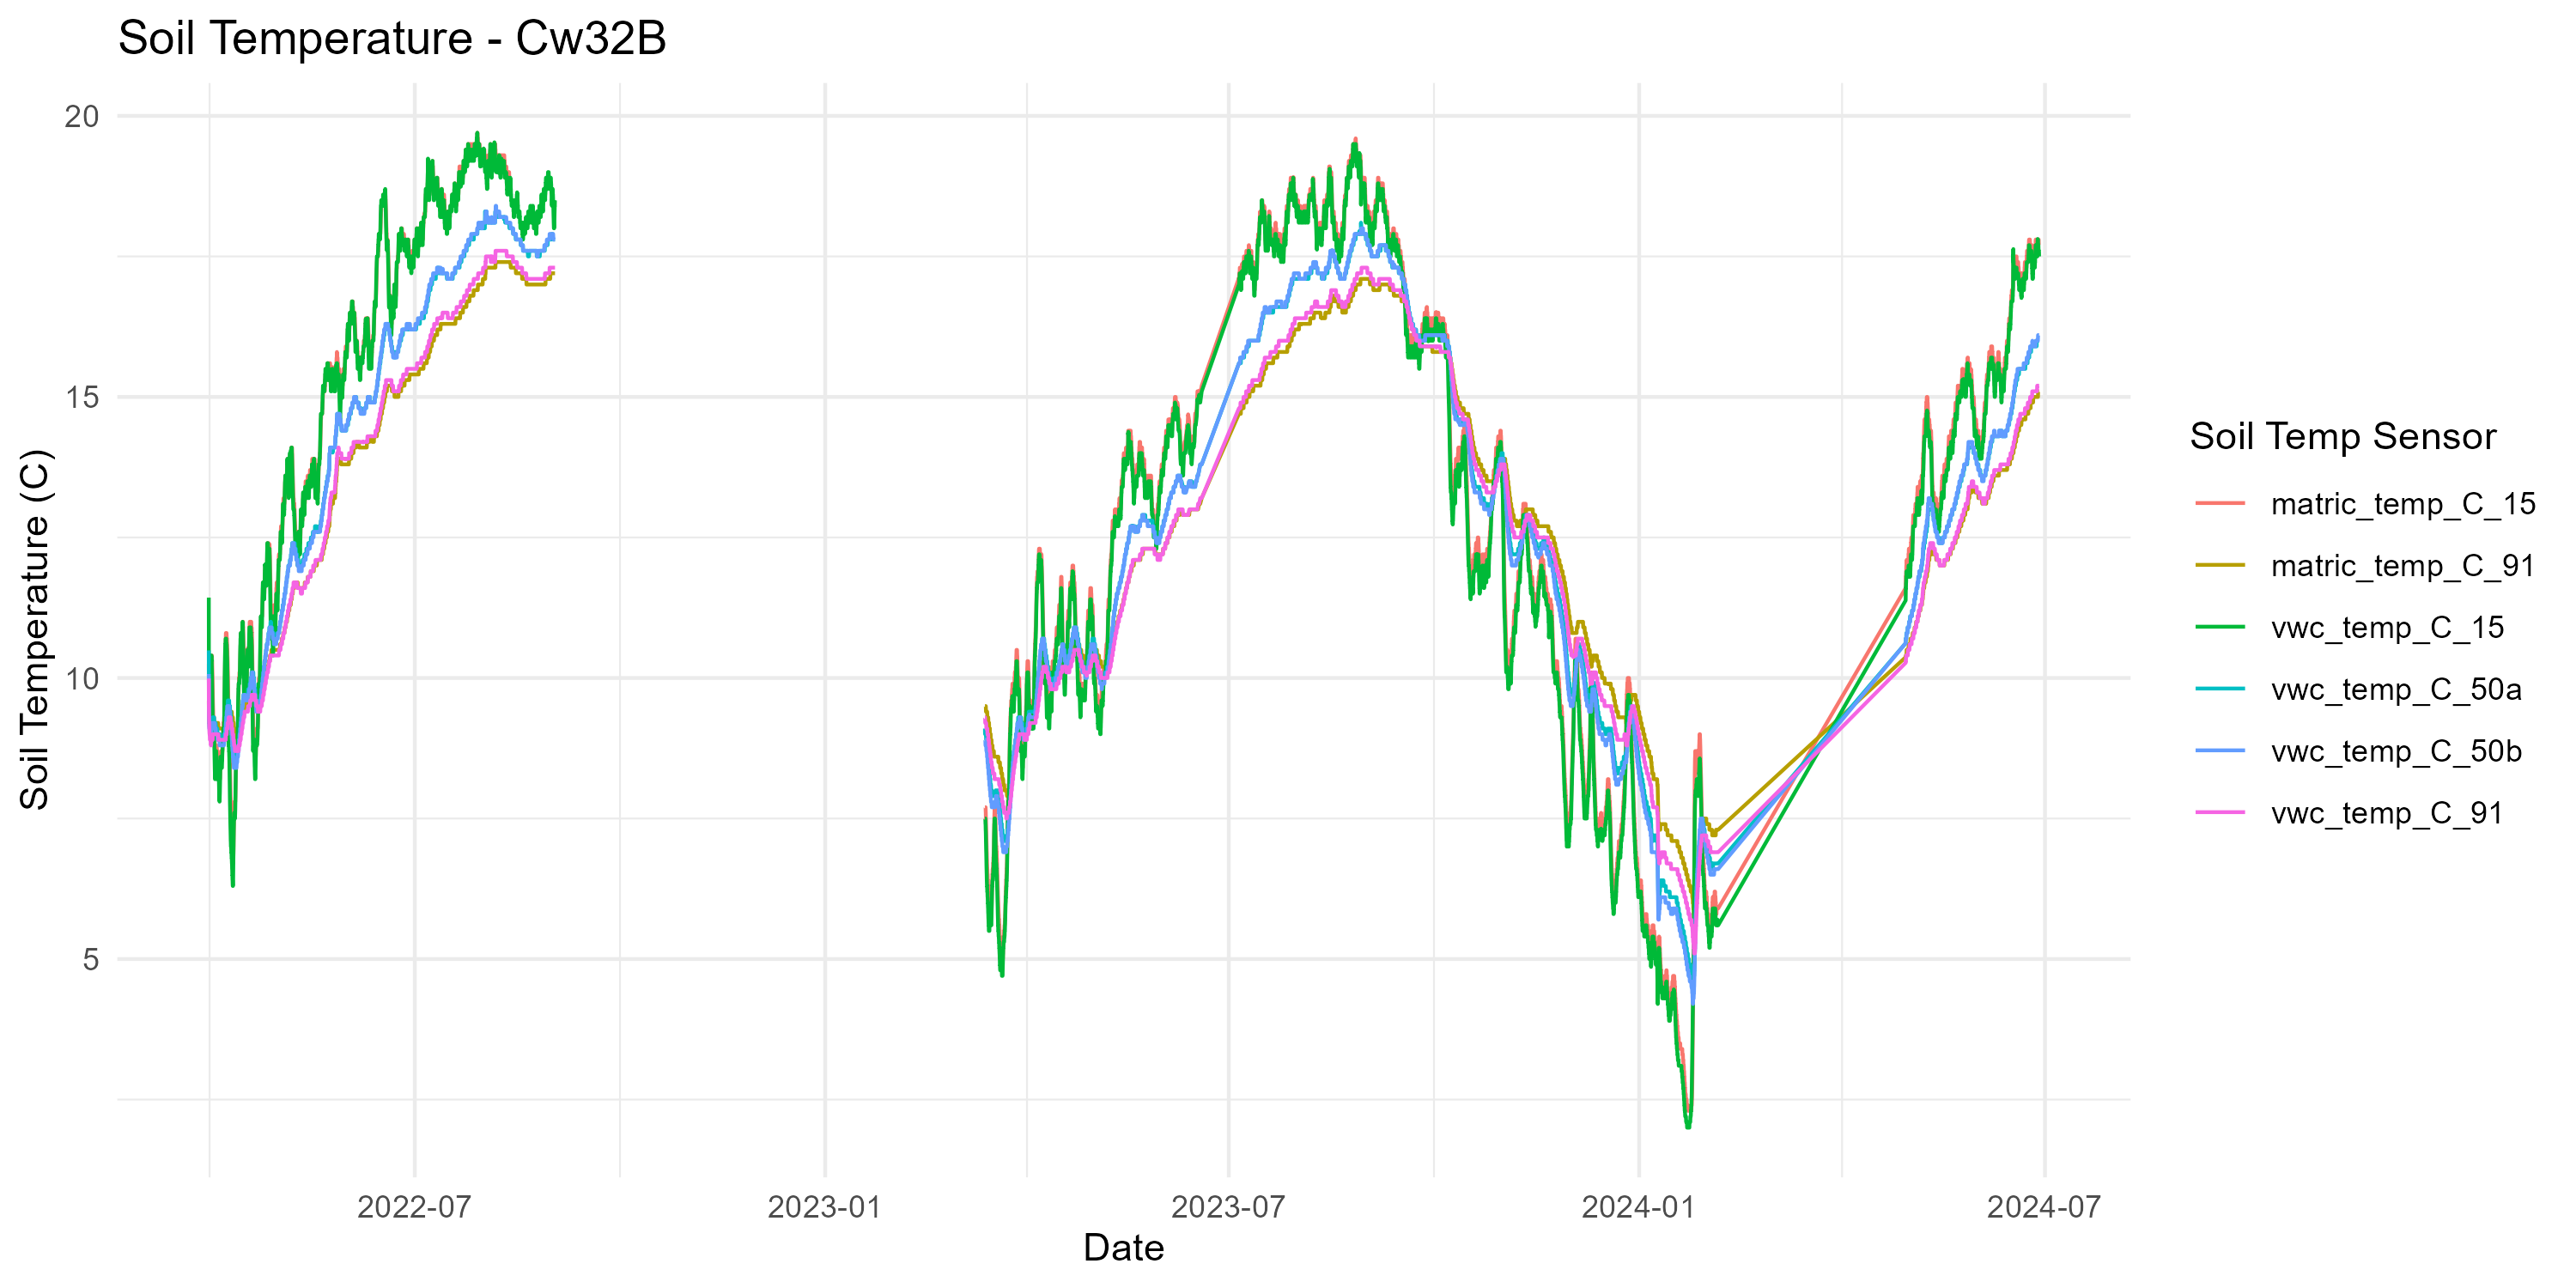 Soil Temperature - Cw32B
20
15
10
5
Soil Temperature (C)
2022-07
2023-01
2023-07
2024-01
2024-07
Date
Soil Temp Sensor
matric_temp_C_15
matric_temp_C_91
vwc_temp_C_15
vwc_temp_C_50a
vwc_temp_C_50b
vwc_temp_C_91